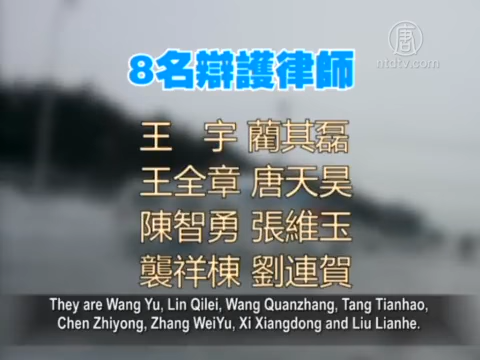 唐
ntdtv.com
8名辯護律師
王 宇 藺其磊
王全章 唐天昊
陳智勇 張維玉
襲祥棟 劉連賀
They are Wang Yu, Lin Qilei, Wang Quanzhang, Tang Tianhao,
Chen Zhiyong, Zhang WeiYu, Xi Xiangdong and Liu Lianhe.